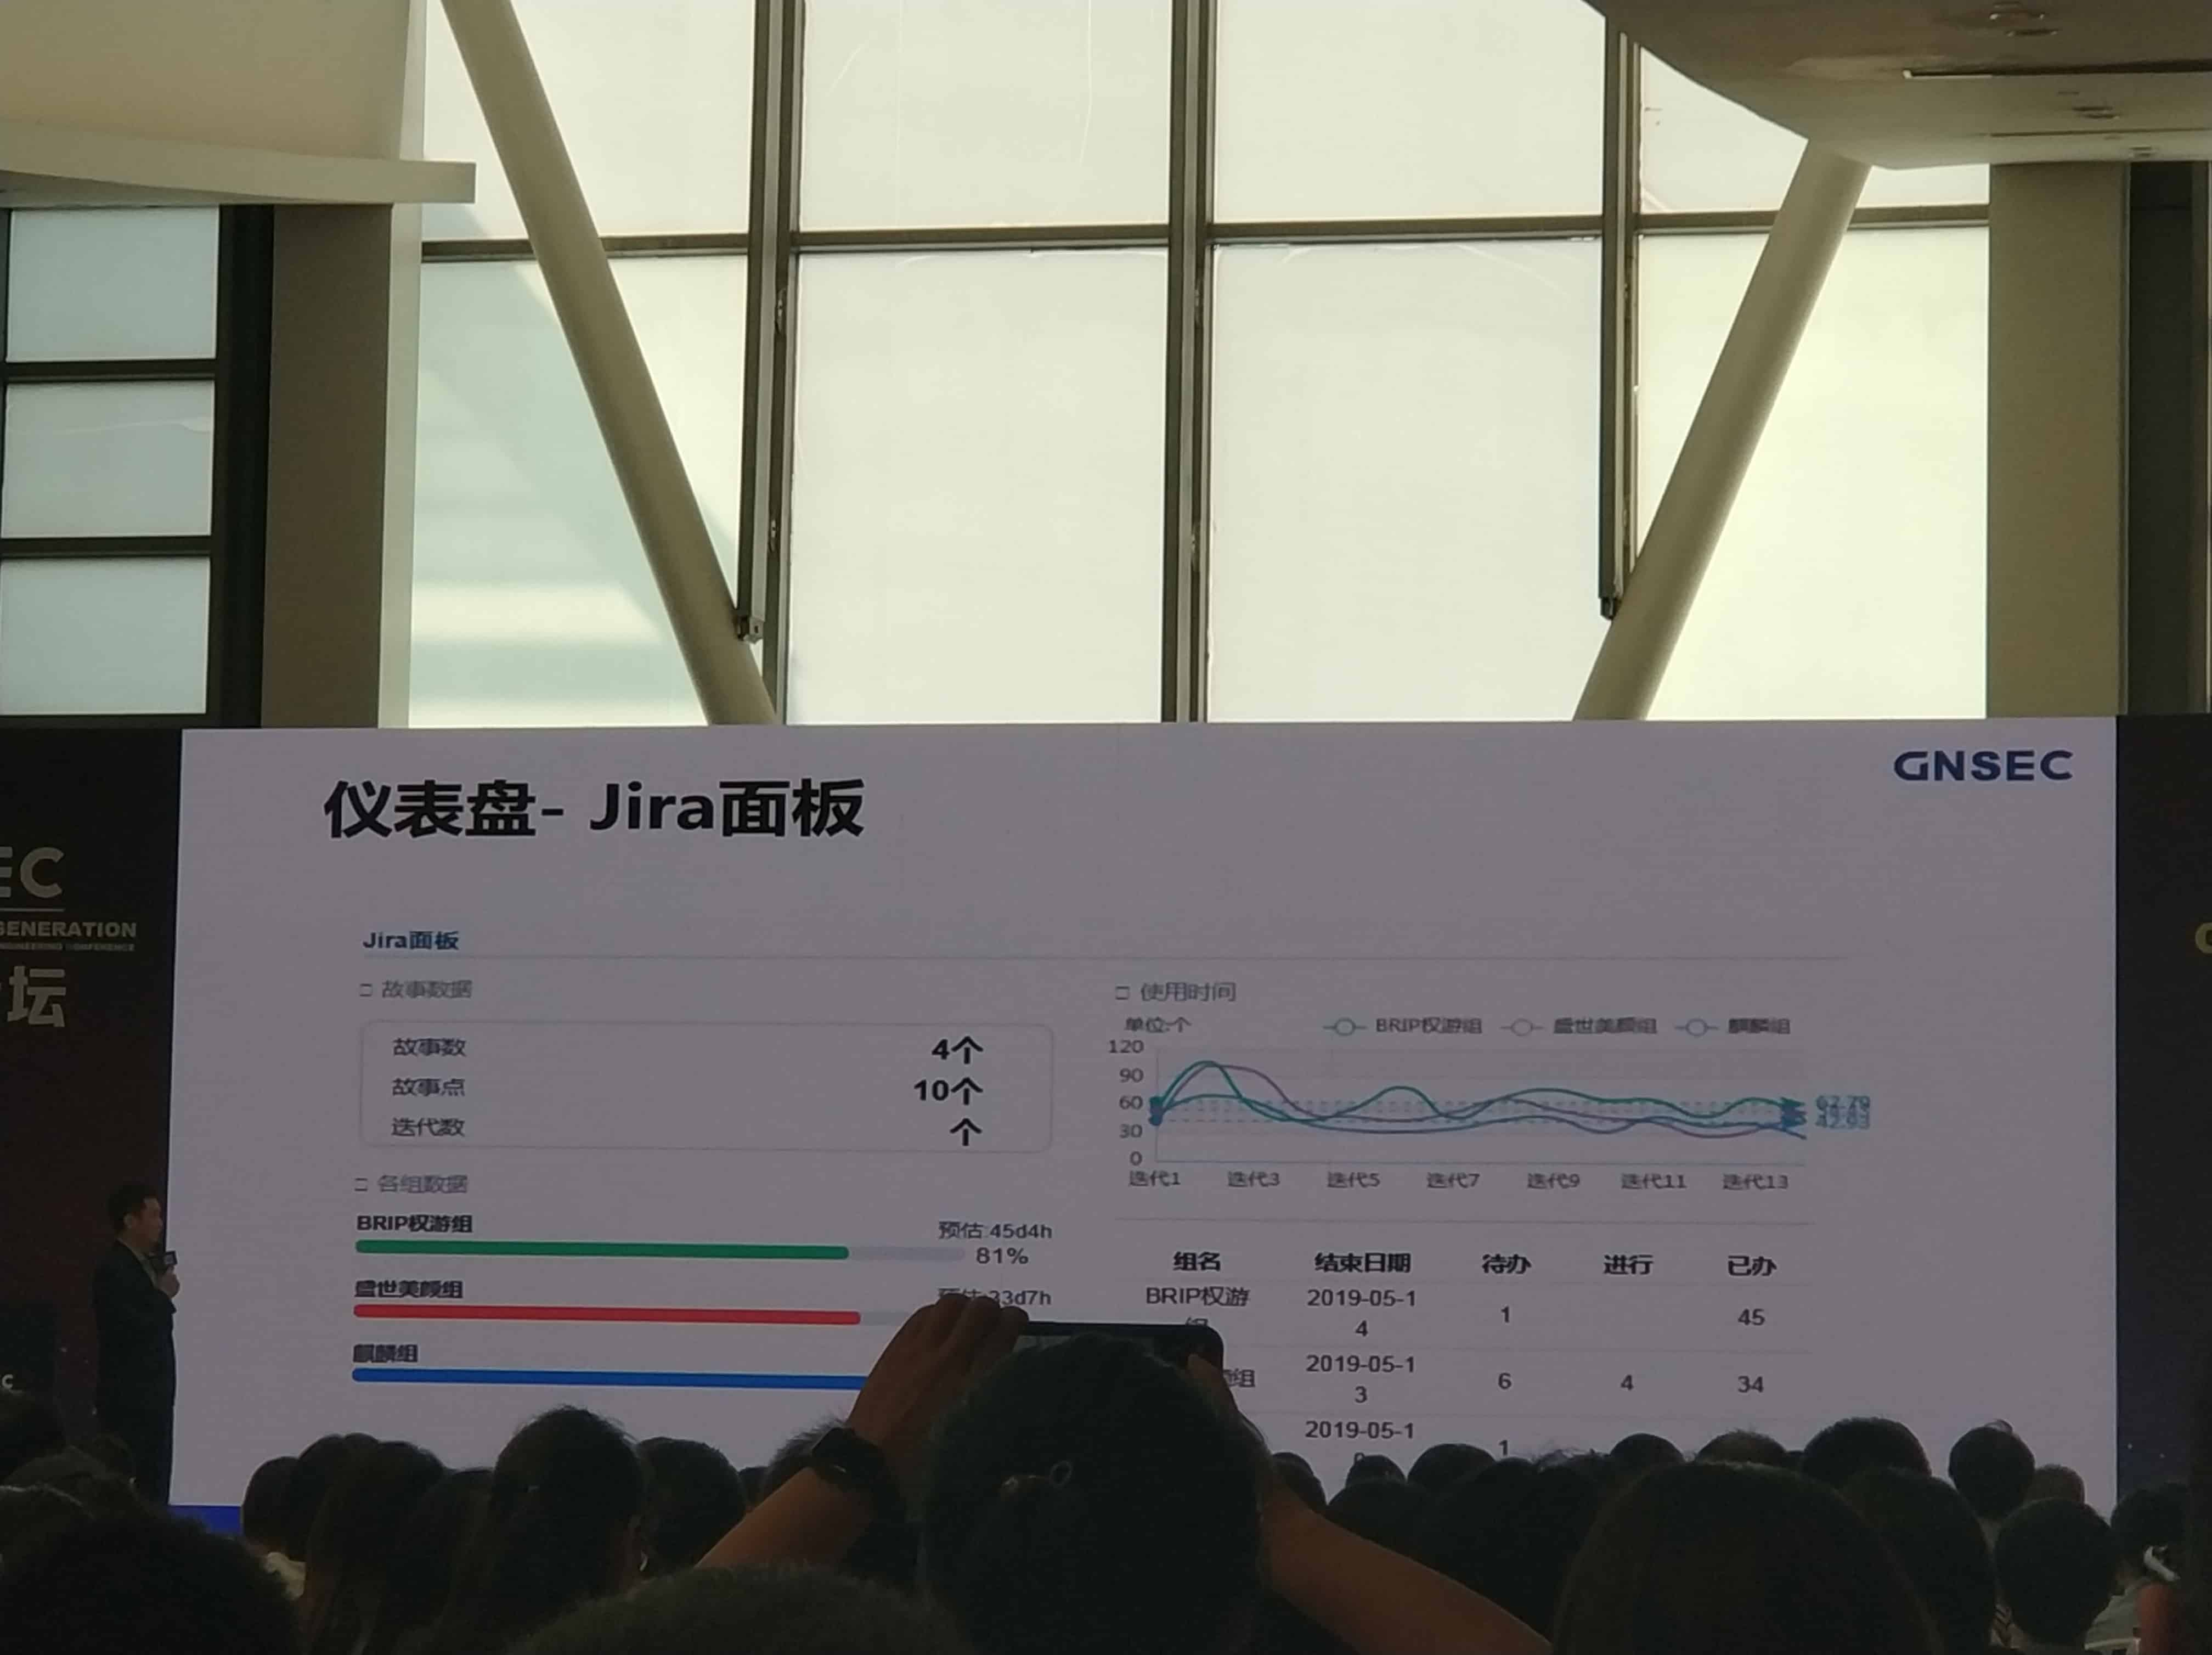 GNSEC
仪表盘- Jira面板
EC
GENERATION
ENGINEERING CONFERENCE
坛
Jira面板
故事数据
故事数 4个
故事点 10个
迭代数 个
各组数据
BRIP权游组 预估:45d4h
81%
盛世美颜组 预估:33d7h
麒麟组
使用时间
单位:个 BRIP权游组 盛世美颜组 麒麟组
120
90
60
30
0
62.79
42.93
迭代1 迭代3 迭代5 迭代7 迭代9 迭代11 迭代13
组名 结束日期 待办 进行 已办
BRIP权游组 2019-05-14 1 45
颜组 2019-05-13 6 4 34
2019-05-1 1
C